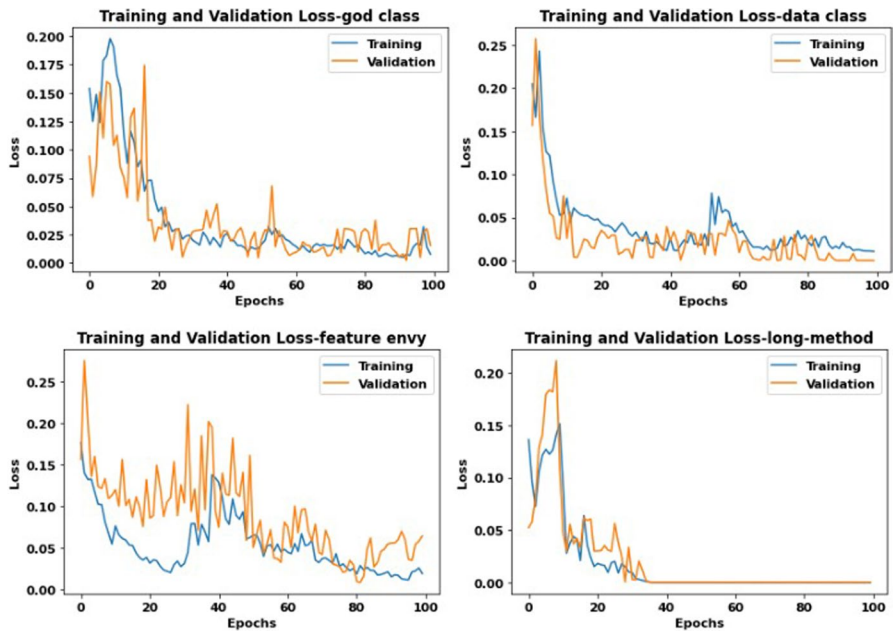 Training and Validation Loss-god class
0.200
0.175
0.150
0.125
0.100
0.075
0.050
0.025
0.000
Loss
Training
Validation
0 20 40 60 80 100
Epochs
Training and Validation Loss-data class
0.25
0.20
0.15
0.10
0.05
0.00
Loss
Training
Validation
0 20 40 60 80 100
Epochs
Training and Validation Loss-feature envy
0.25
0.20
0.15
0.10
0.05
0.00
Loss
Training
Validation
0 20 40 60 80 100
Epochs
Training and Validation Loss-long-method
0.20
0.15
0.10
0.05
0.00
Loss
Training
Validation
0 20 40 60 80 100
Epochs